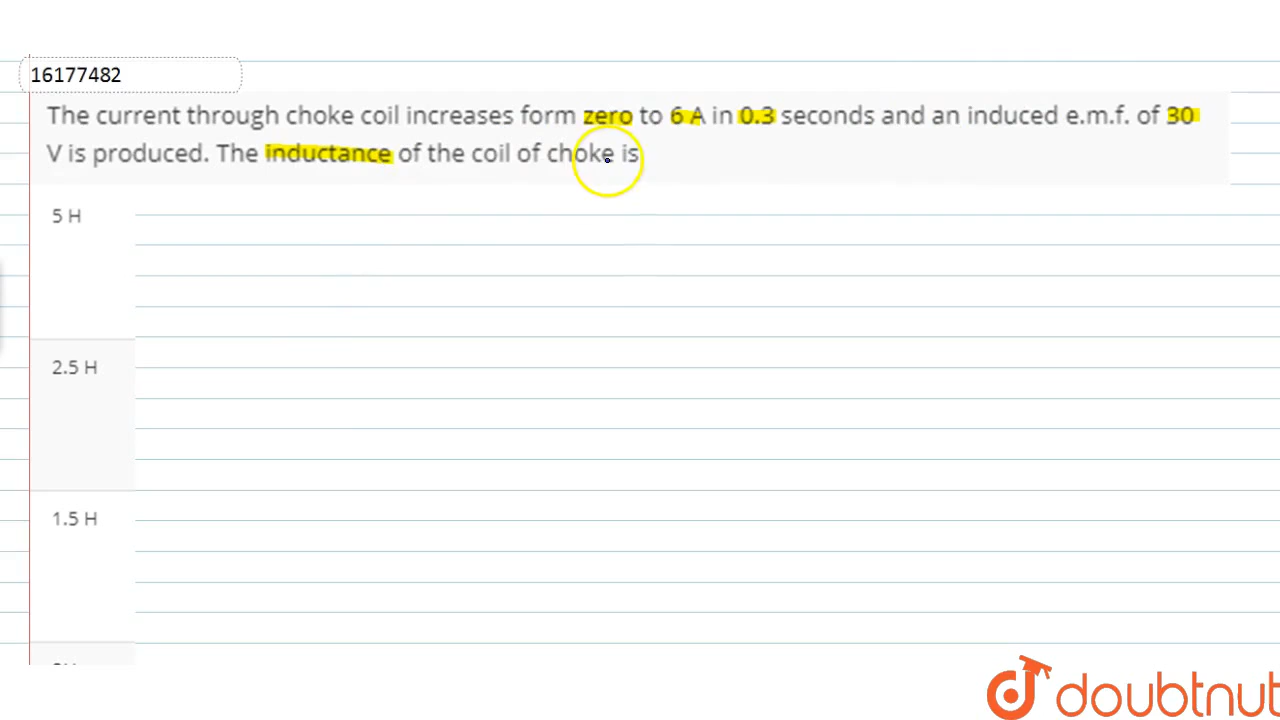 16177482
The current through choke coil increases form zero to 6 A in 0.3 seconds and an induced e.m.f. of 30
V is produced. The inductance of the coil of choke is
5 H
2.5 H
1.5 H
doubtnut